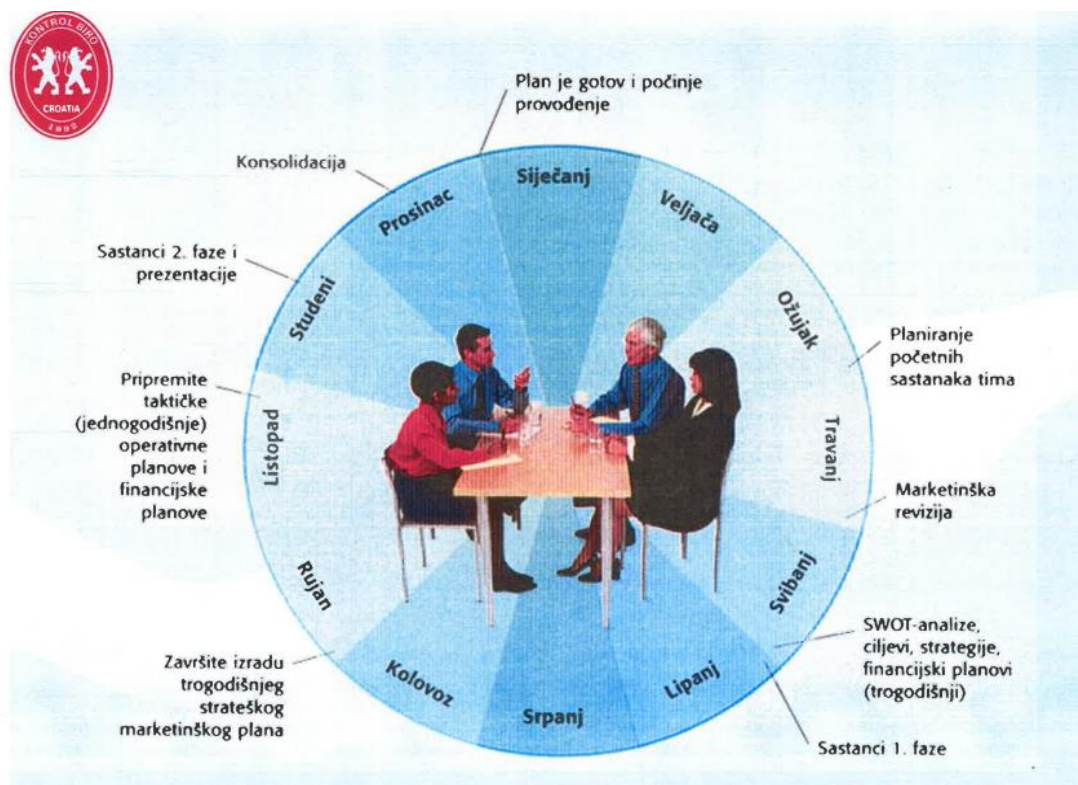 KONTROL BIRO
CROATIA
1992
Plan je gotov i počinje
provođenje
Konsolidacija
Siječanj
Prosinac
Veljača
Sastanci 2. faze i
prezentacije
Studeni
Ožujak
Planiranje
početnih
sastanaka tima
Pripremite
taktičke
(jednogodišnje)
operativne
planove i
financijske
planove
Listopad
Travanj
Marketinška
revizija
Rujan
Svibanj
SWOT-analize,
ciljevi, strategije,
financijski planovi
(trogodišnji)
Završite izradu
trogodišnjeg
strateškog
marketinškog plana
Kolovoz
Lipanj
Srpanj
Sastanci 1. faze